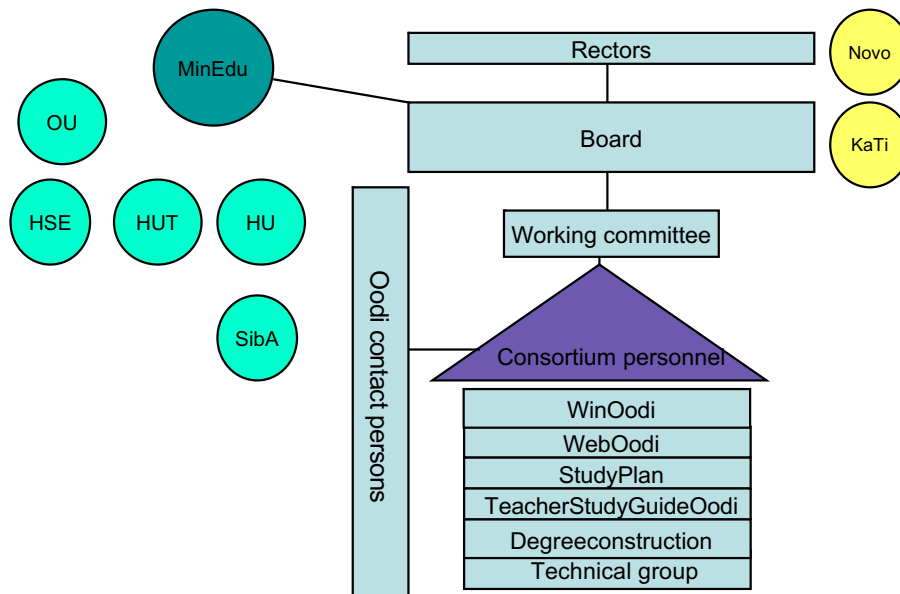 MinEdu
Rectors
Novo
OU
Board
KaTi
HSE
HUT
HU
Working committee
Oodi contact persons
SibA
Consortium personnel
WinOodi
WebOodi
StudyPlan
TeacherStudyGuideOodi
Degreeconstruction
Technical group